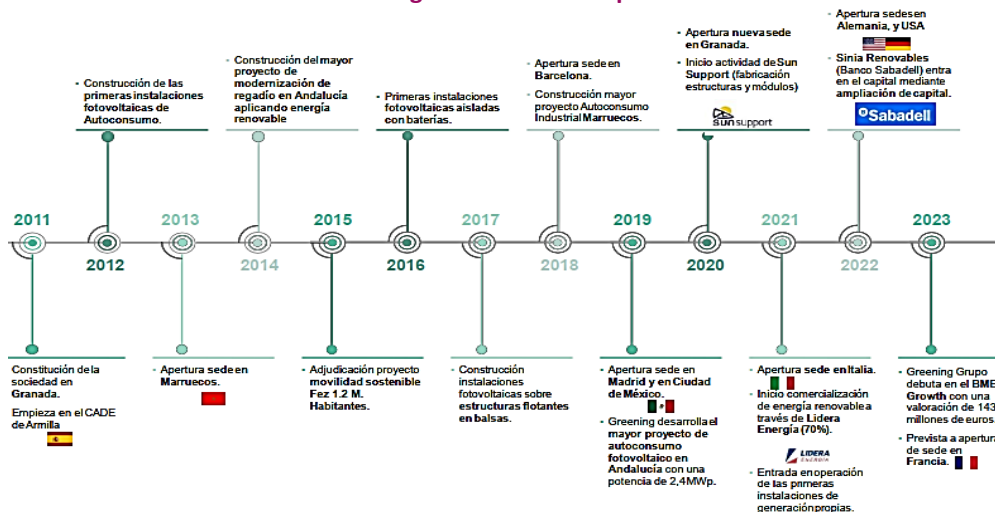 Apertura sedes en
Alemania, y USA
Sinia Renovables
(Banco Sabadell) entra
en el capital mediante
ampliación de capital.
Sabadell
Apertura nueva sede
en Granada.
Inicio actividad de Sun
Support (fabricación
estructuras y módulos)
sun support
Construcción del mayor
proyecto de
modernización de
regadío en Andalucía
aplicando energía
renovable
Apertura sede en
Barcelona.
Construcción mayor
proyecto Autoconsumo
Industrial Marruecos.
Construcción de las
primeras instalaciones
fotovoltaicas de
Autoconsumo.
Primeras instalaciones
fotovoltaicas aisladas
con baterías.
2011
2012
2013
2014
2015
2016
2017
2018
2019
2020
2021
2022
2023
Constitución de la
sociedad en
Granada.
Empieza en el CADE
de Armilla
Apertura sede en
Marruecos.
Adjudicación proyecto
movilidad sostenible
Fez 1.2 M.
Habitantes.
Construcción
instalaciones
fotovoltaicas sobre
estructuras flotantes
en balsas.
Apertura sede en
Madrid y en Ciudad
de México.
Greening desarrolla el
mayor proyecto de
autoconsumo
fotovoltaico en
Andalucía con una
potencia de 2,4MWp.
Apertura sede en Italia.
Inicio comercialización
de energía renovable a
través de Lidera
Energía (70%).
LIDERA
ENERGÍA
Entrada en operación
de las primeras
instalaciones de
generación propias.
Greening Grupo
debuta en el BME
Growth con una
valoración de 143
millones de euros.
Prevista a apertura
de sede en
Francia.